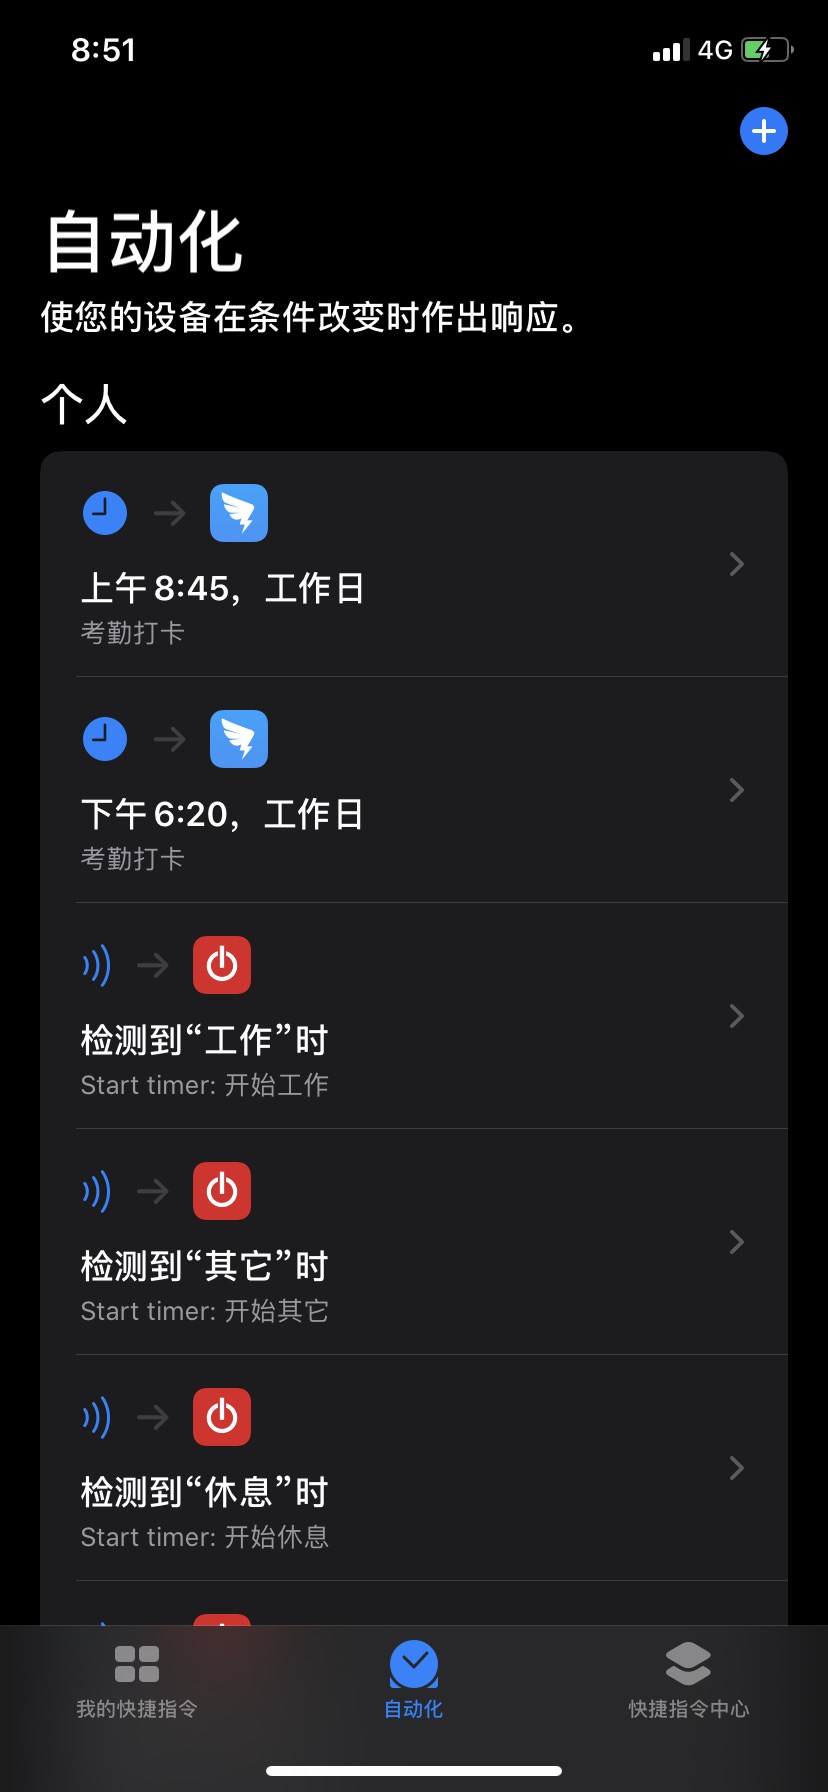 8:51
4G
自动化
使您的设备在条件改变时作出响应。
个人
上午 8:45，工作日
考勤打卡
下午 6:20，工作日
考勤打卡
检测到“工作”时
Start timer: 开始工作
检测到“其它”时
Start timer: 开始其它
检测到“休息”时
Start timer: 开始休息
我的快捷指令
自动化
快捷指令中心